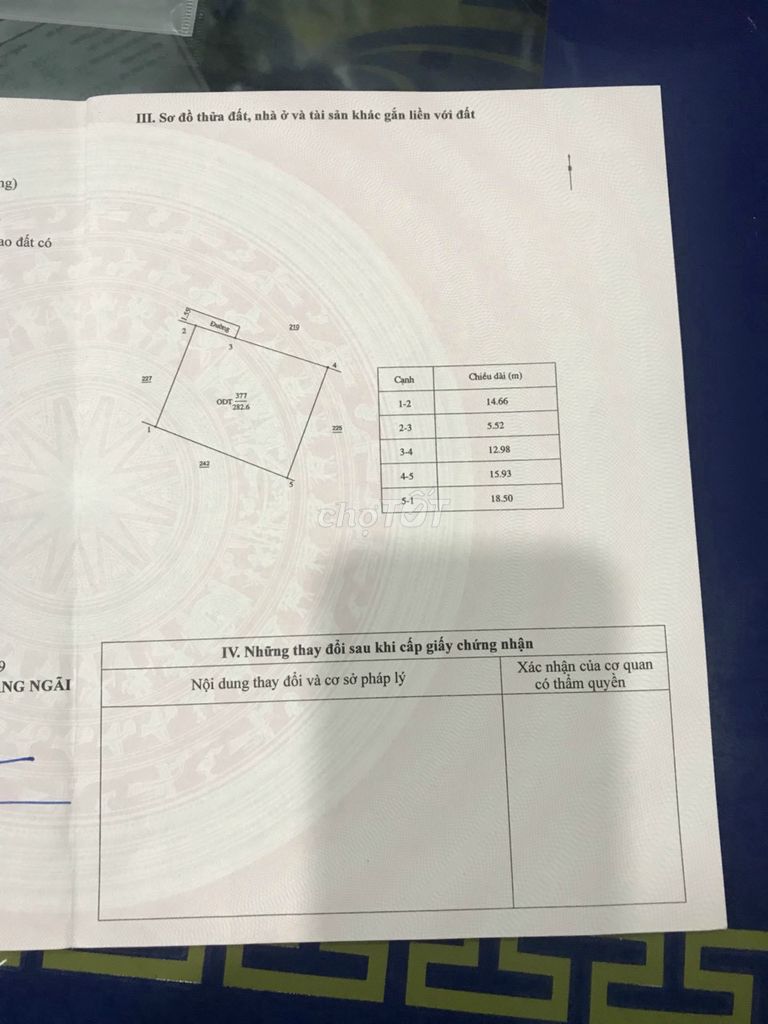 III. Sơ đồ thửa đất, nhà ở và tài sản khác gắn liền với đất
ng)
ao đất có
1.59
Đường
2
3
219
4
227
ODT 377
282.6
225
1
242
5
Cạnh Chiều dài (m)
1-2 14.66
2-3 5.52
3-4 12.98
4-5 15.93
5-1 18.50
chợTỐT
IV. Những thay đổi sau khi cấp giấy chứng nhận
Nội dung thay đổi và cơ sở pháp lý
Xác nhận của cơ quan
có thẩm quyền
9
NG NGÃI